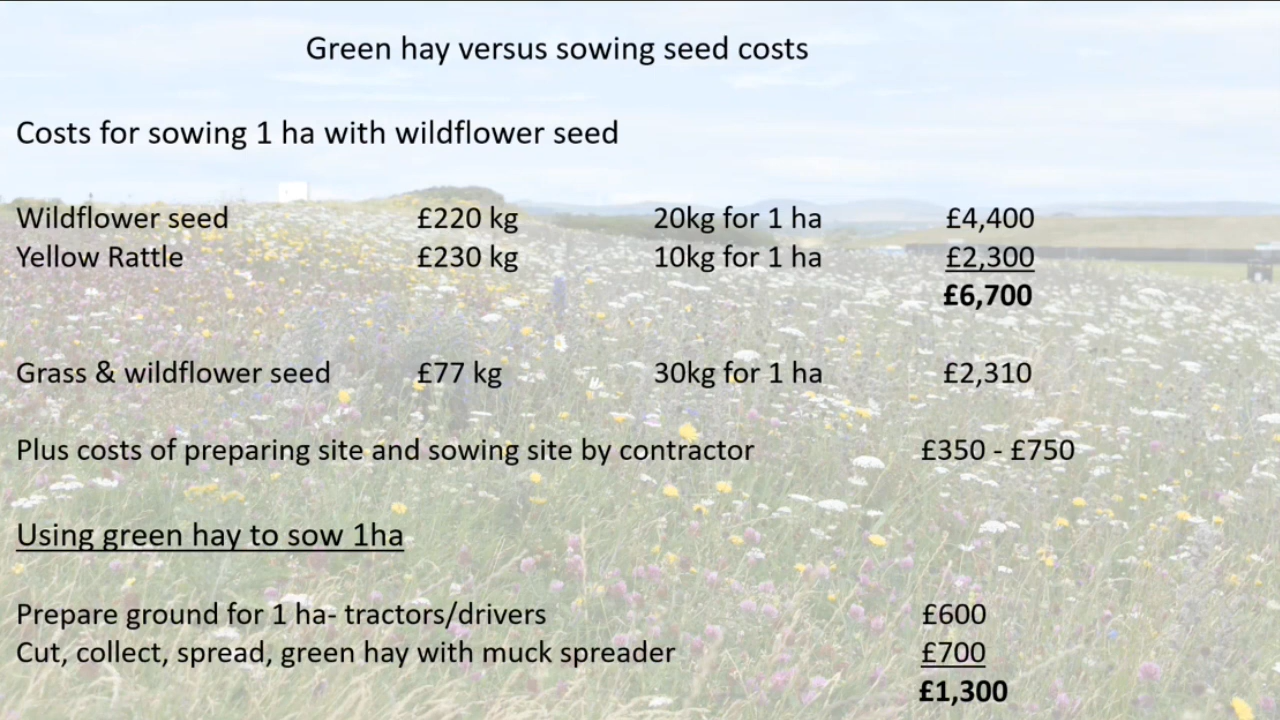 Green hay versus sowing seed costs
Costs for sowing 1 ha with wildflower seed
Wildflower seed £220 kg 20kg for 1 ha £4,400
Yellow Rattle £230 kg 10kg for 1 ha £2,300
£6,700
Grass & wildflower seed £77 kg 30kg for 1 ha £2,310
Plus costs of preparing site and sowing site by contractor £350 - £750
Using green hay to sow 1ha
Prepare ground for 1 ha- tractors/drivers £600
Cut, collect, spread, green hay with muck spreader £700
£1,300